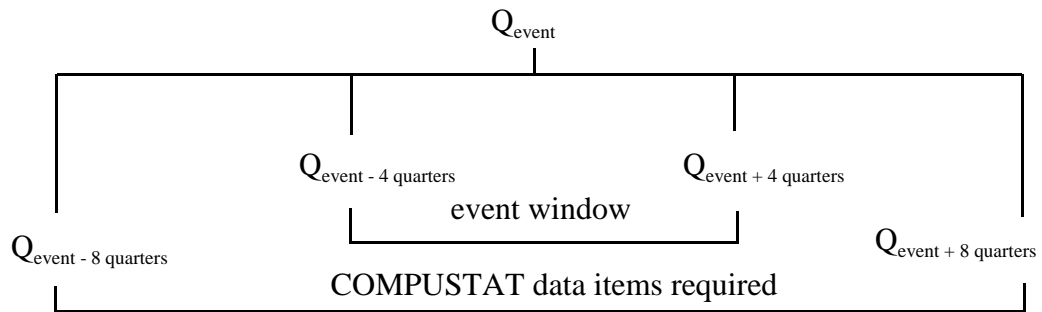 Qevent
Qevent - 4 quarters
Qevent + 4 quarters
event window
Qevent - 8 quarters
Qevent + 8 quarters
COMPUSTAT data items required